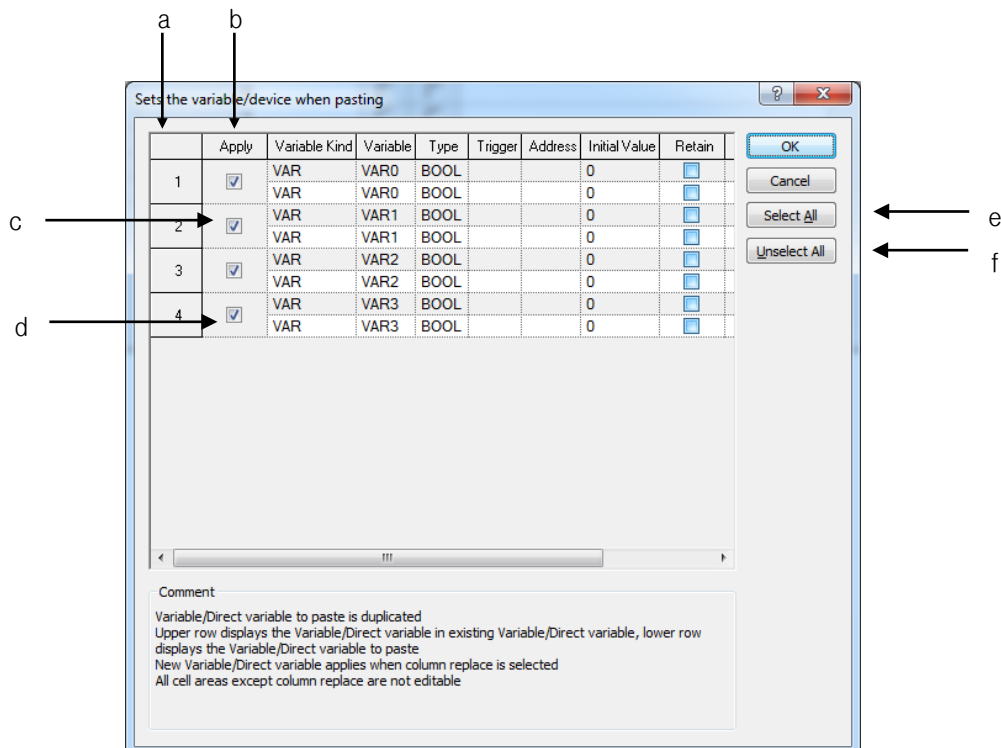 a b
Sets the variable/device when pasting
Apply Variable Kind Variable Type Trigger Address Initial Value Retain
OK
1 VAR VAR0 BOOL 0
VAR VAR0 BOOL 0
Cancel
c 2 VAR VAR1 BOOL 0
VAR VAR1 BOOL 0
Select All e
3 VAR VAR2 BOOL 0
VAR VAR2 BOOL 0
Unselect All f
d 4 VAR VAR3 BOOL 0
VAR VAR3 BOOL 0
Comment
Variable/Direct variable to paste is duplicated
Upper row displays the Variable/Direct variable in existing Variable/Direct variable, lower row
displays the Variable/Direct variable to paste
New Variable/Direct variable applies when column replace is selected
All cell areas except column replace are not editable